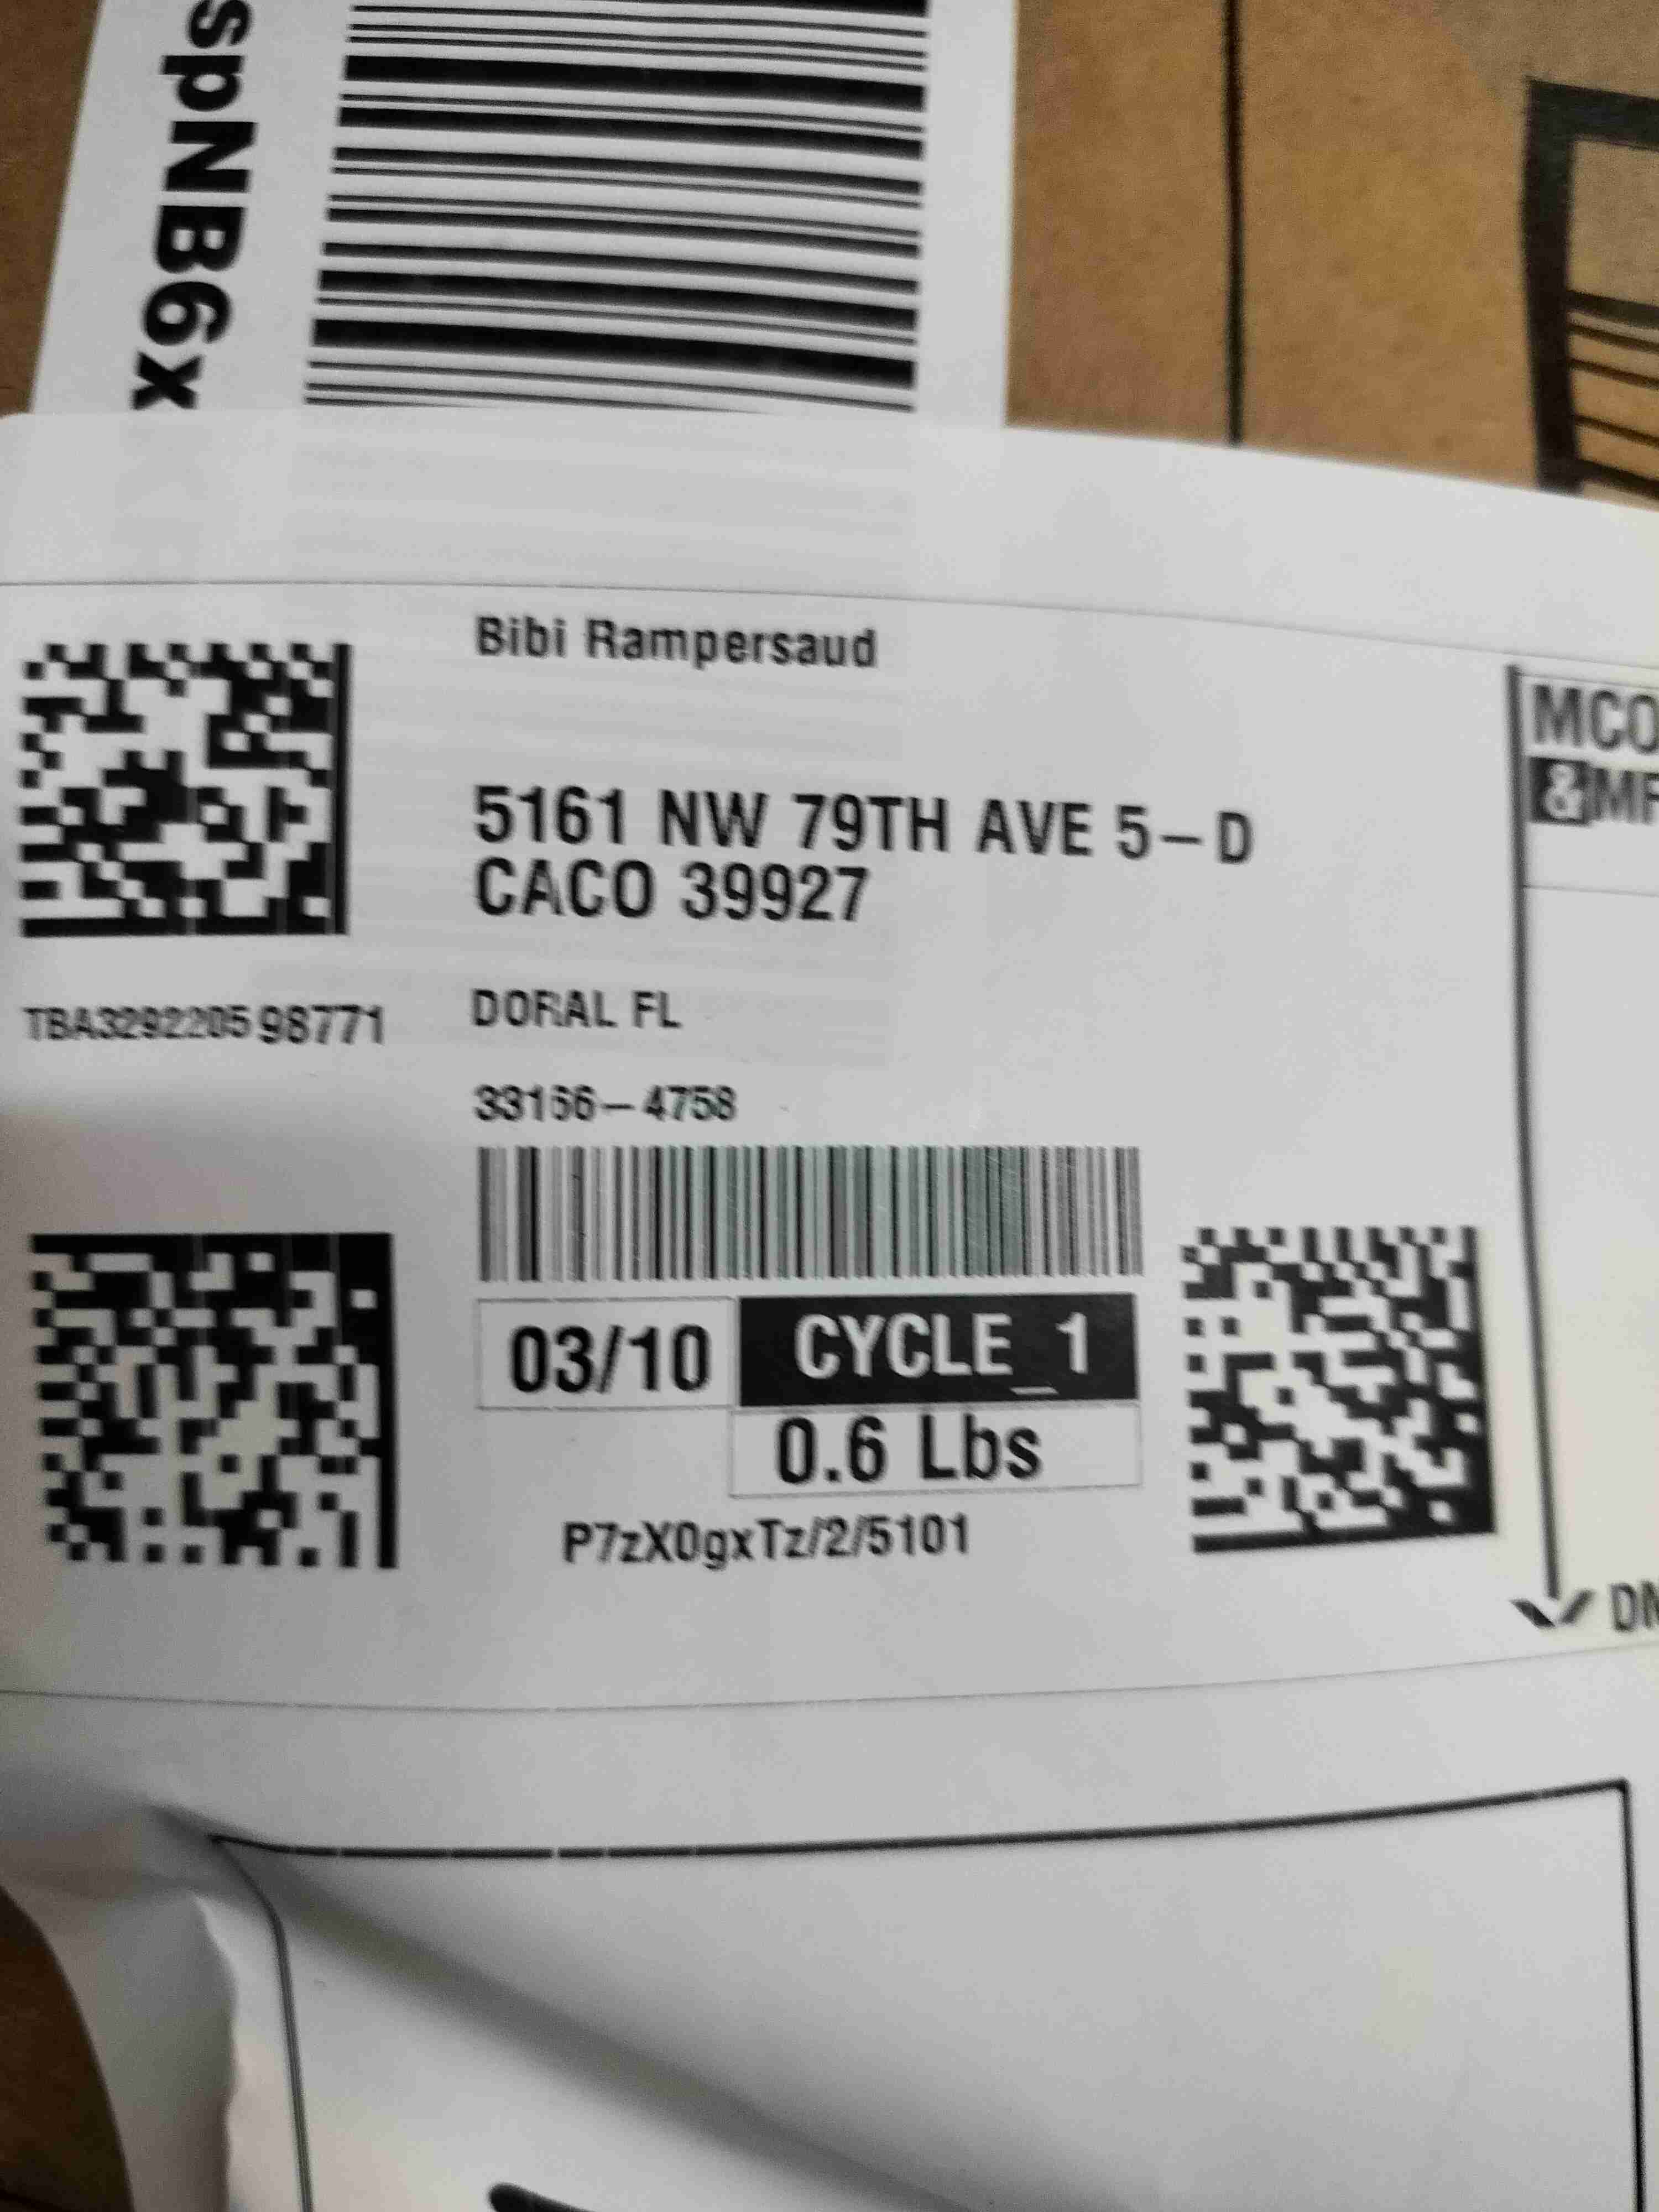 spNB6x
Bibi Rampersaud
5161 NW 79TH AVE 5-D
CACO 39927
DORAL FL
33166-4758
TBA329220598771
MCO
&MF
03/10
CYCLE_1
0.6 Lbs
P7zX0gxTz/2/5101